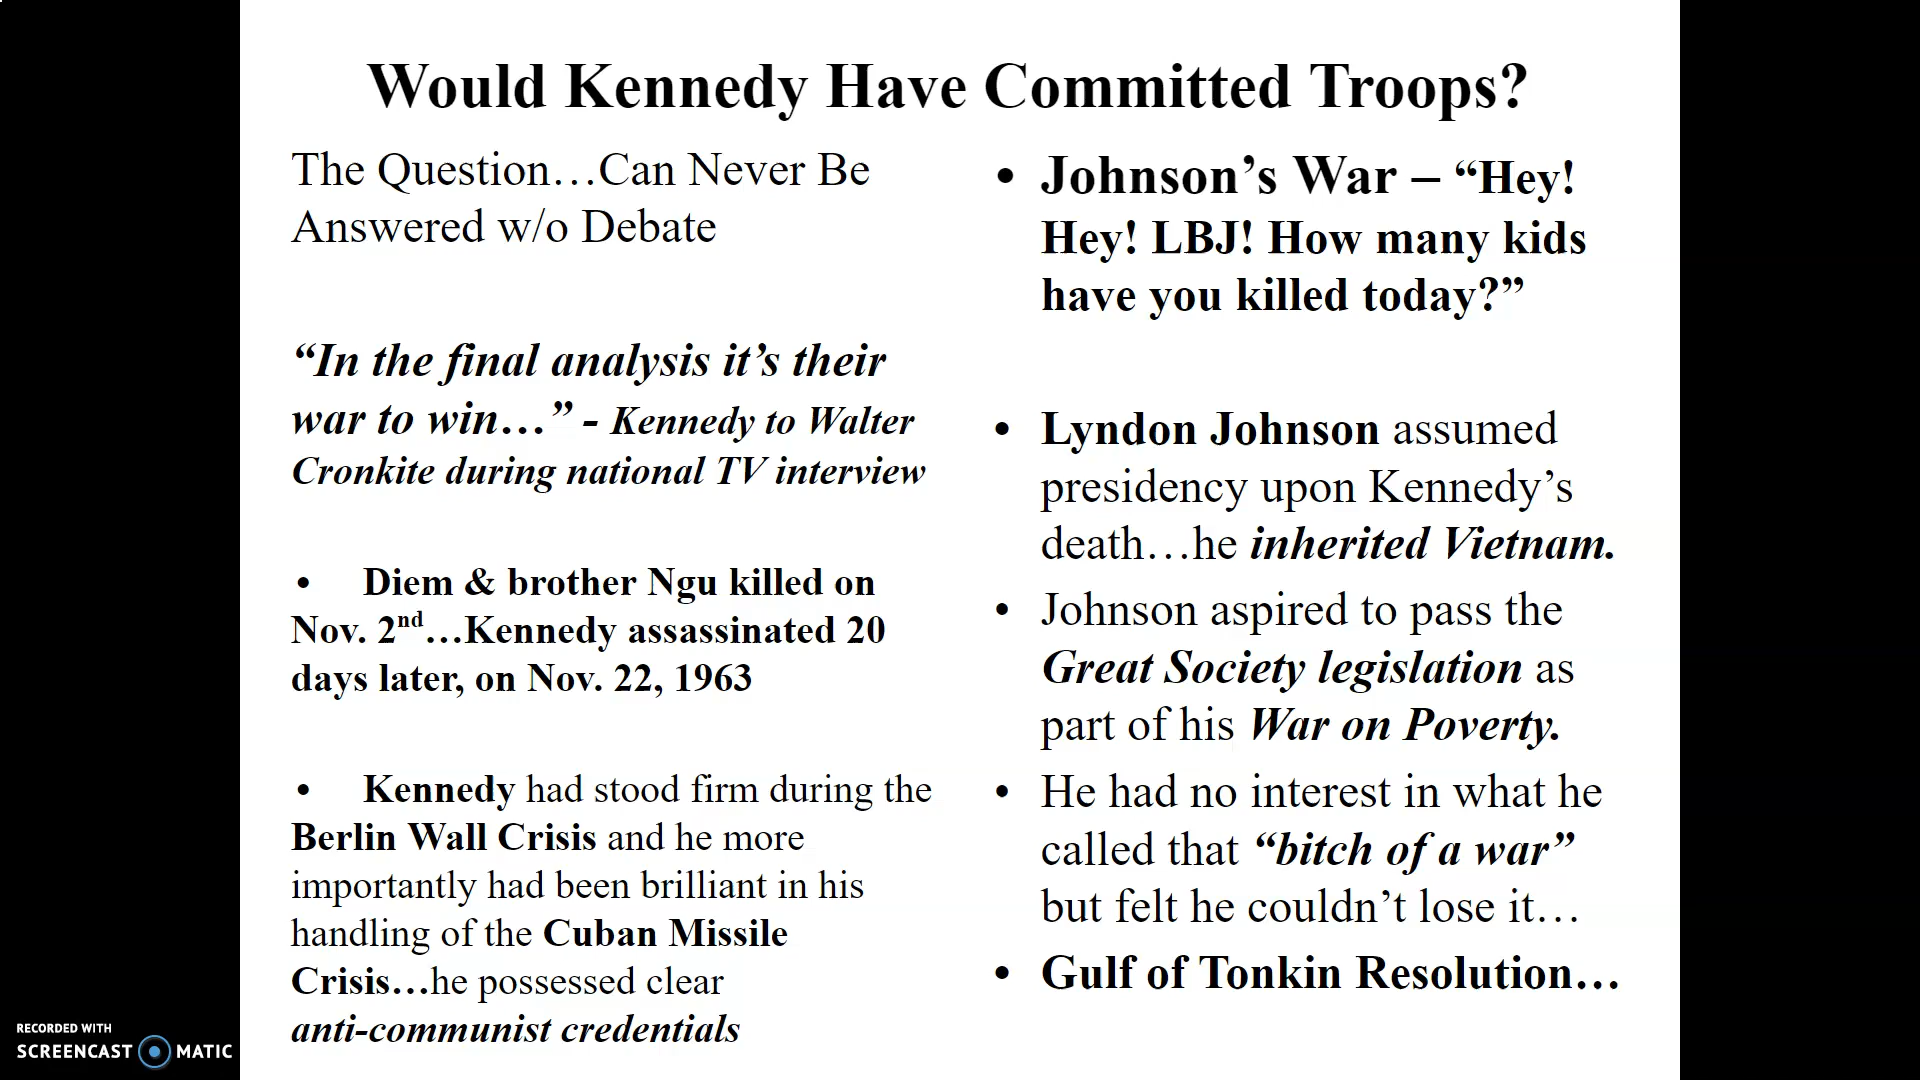 Would Kennedy Have Committed Troops?
The Question…Can Never Be
Answered w/o Debate
“In the final analysis it’s their
war to win…” - Kennedy to Walter
Cronkite during national TV interview
• Diem & brother Ngu killed on
Nov. 2nd…Kennedy assassinated 20
days later, on Nov. 22, 1963
• Kennedy had stood firm during the
Berlin Wall Crisis and he more
importantly had been brilliant in his
handling of the Cuban Missile
Crisis…he possessed clear
anti-communist credentials
• Johnson’s War – “Hey!
Hey! LBJ! How many kids
have you killed today?”
• Lyndon Johnson assumed
presidency upon Kennedy’s
death…he inherited Vietnam.
• Johnson aspired to pass the
Great Society legislation as
part of his War on Poverty.
• He had no interest in what he
called that “bitch of a war”
but felt he couldn’t lose it…
• Gulf of Tonkin Resolution…
RECORDED WITH
SCREENCAST MATIC